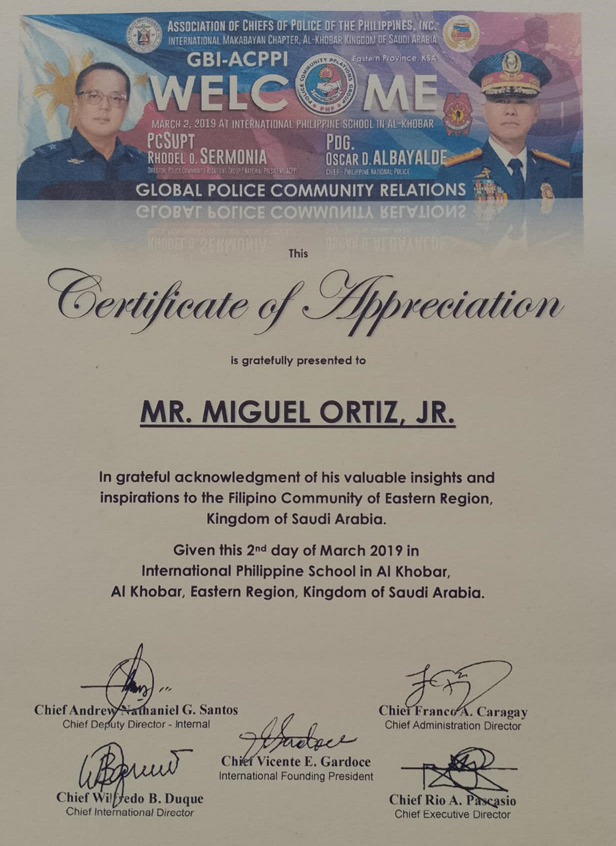 ASSOCIATION OF CHIEFS OF POLICE OF THE PHILIPPINES, INC.
INTERNATIONAL MAKABAYAN CHAPTER, AL-KHOBAR KINGDOM OF SAUDI ARABIA
GBI-ACPPI
Eastern Province, KSA
WELC ME
POLICE COMMUNITY RELATIONS GROUP
PNP
MARCH 2, 2019 AT INTERNATIONAL PHILIPPINE SCHOOL IN AL-KHOBAR
PCSUPT
RHODEL O. SERMONIA
PDG.
OSCAR D. ALBAYALDE
CHIEF - PHILIPPINE NATIONAL POLICE
GLOBAL POLICE COMMUNITY RELATIONS
This
Certificate of Appreciation
is gratefully presented to
MR. MIGUEL ORTIZ, JR.
In grateful acknowledgment of his valuable insights and
inspirations to the Filipino Community of Eastern Region,
Kingdom of Saudi Arabia.
Given this 2nd day of March 2019 in
International Philippine School in Al Khobar,
Al Khobar, Eastern Region, Kingdom of Saudi Arabia.
Chief Andrew Nathaniel G. Santos
Chief Deputy Director - Internal
Chief Franco A. Caragay
Chief Administration Director
Chief Vicente E. Gardoce
International Founding President
Chief Wilfredo B. Duque
Chief International Director
Chief Rio A. Pascasio
Chief Executive Director